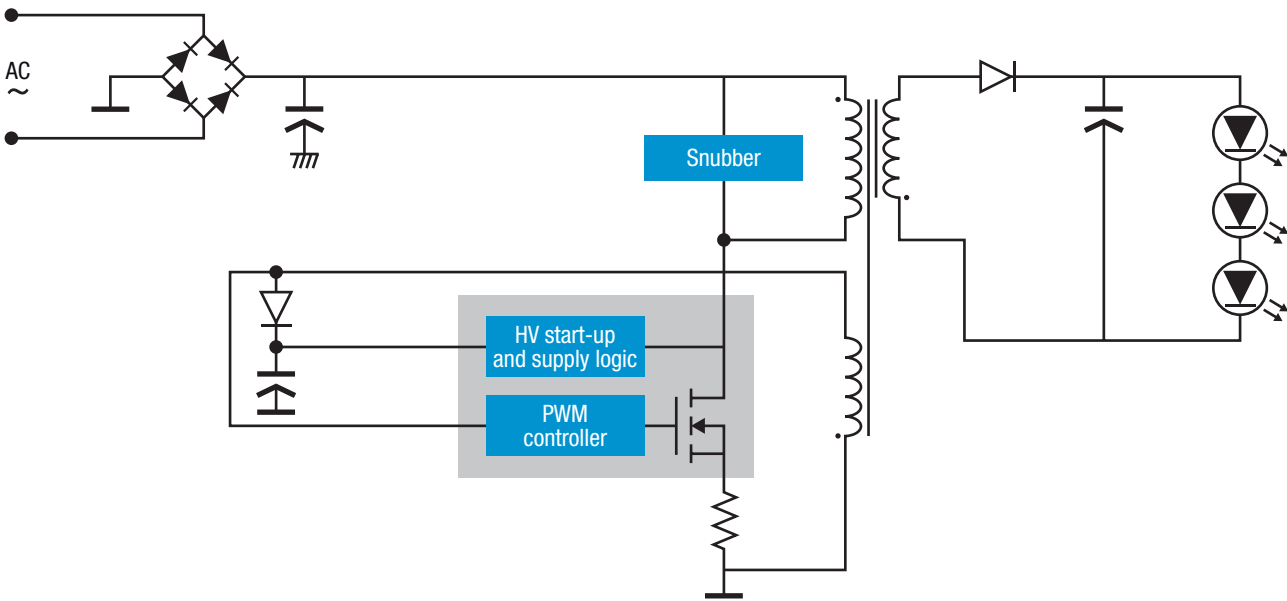 AC
~
Snubber
HV start-up
and supply logic
PWM
controller